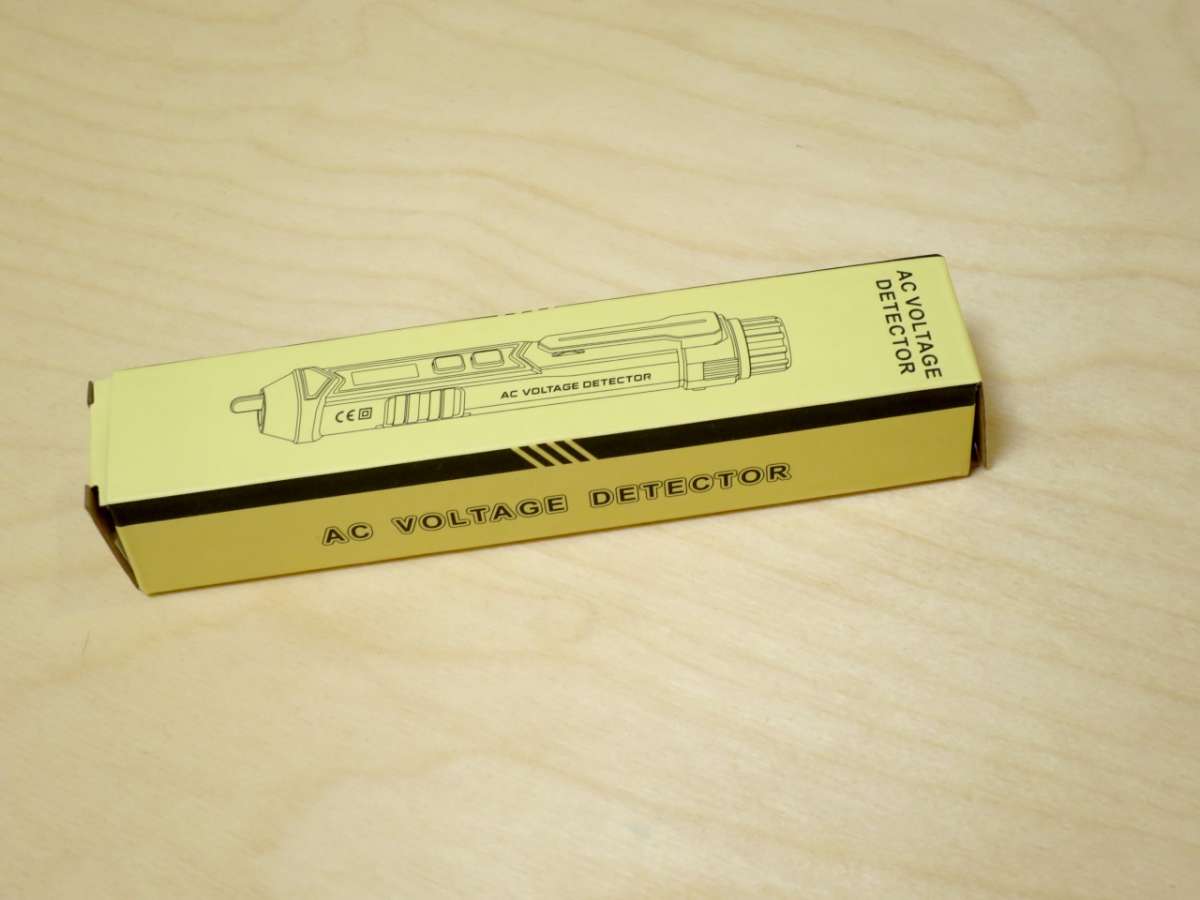 AC VOLTAGE
DETECTOR
CE
AC VOLTAGE DETECTOR
AC VOLTAGE DETECTOR